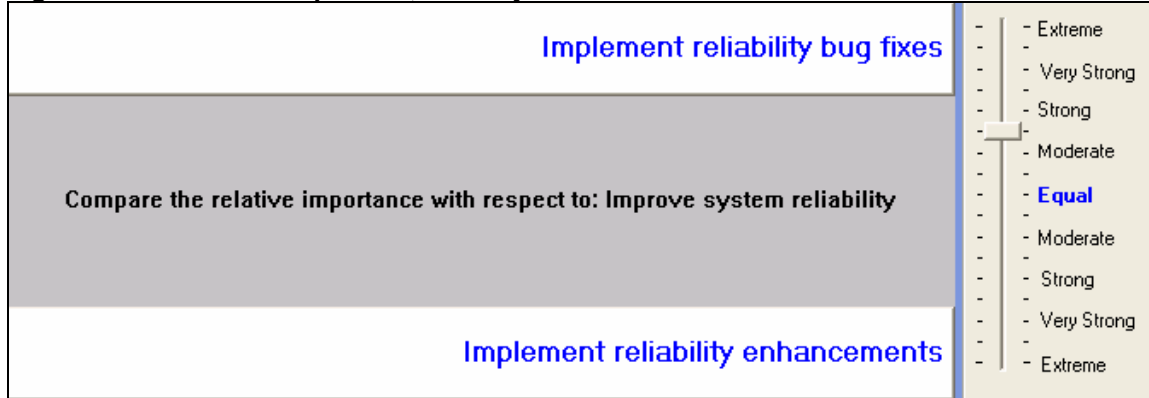 Implement reliability bug fixes
Compare the relative importance with respect to: Improve system reliability
Implement reliability enhancements
Extreme
Very Strong
Strong
Moderate
Equal
Moderate
Strong
Very Strong
Extreme